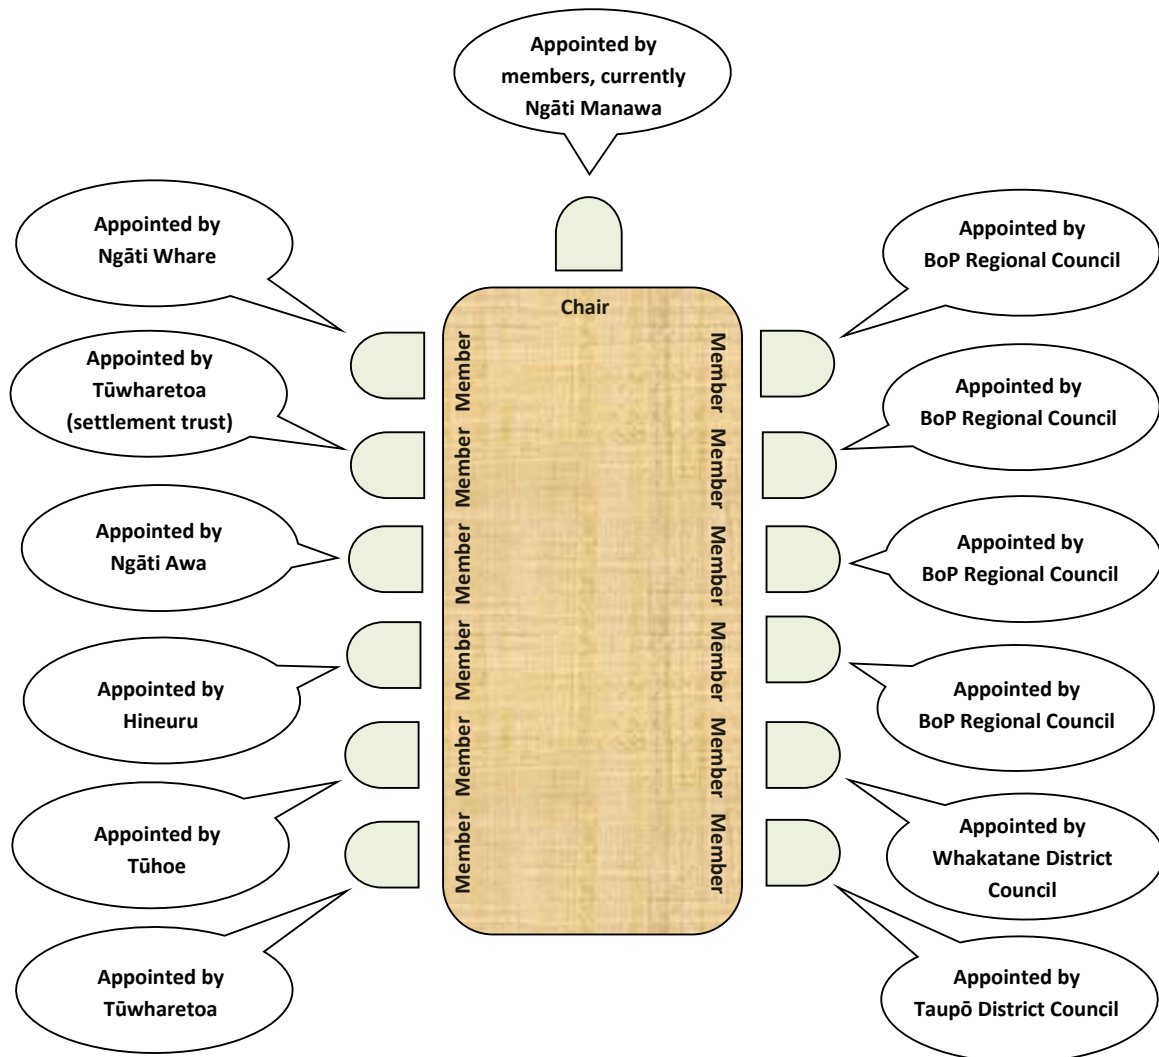 Appointed by
members, currently
Ngāti Manawa
Appointed by
Ngāti Whare
Appointed by
Tūwharetoa
(settlement trust)
Appointed by
Ngāti Awa
Appointed by
Hineuru
Appointed by
Tūhoe
Appointed by
Tūwharetoa
Chair
Member
Member
Member
Member
Member
Member
Member
Member
Member
Member
Member
Member
Appointed by
BoP Regional Council
Appointed by
BoP Regional Council
Appointed by
BoP Regional Council
Appointed by
BoP Regional Council
Appointed by
Whakatane District
Council
Appointed by
Taupō District Council